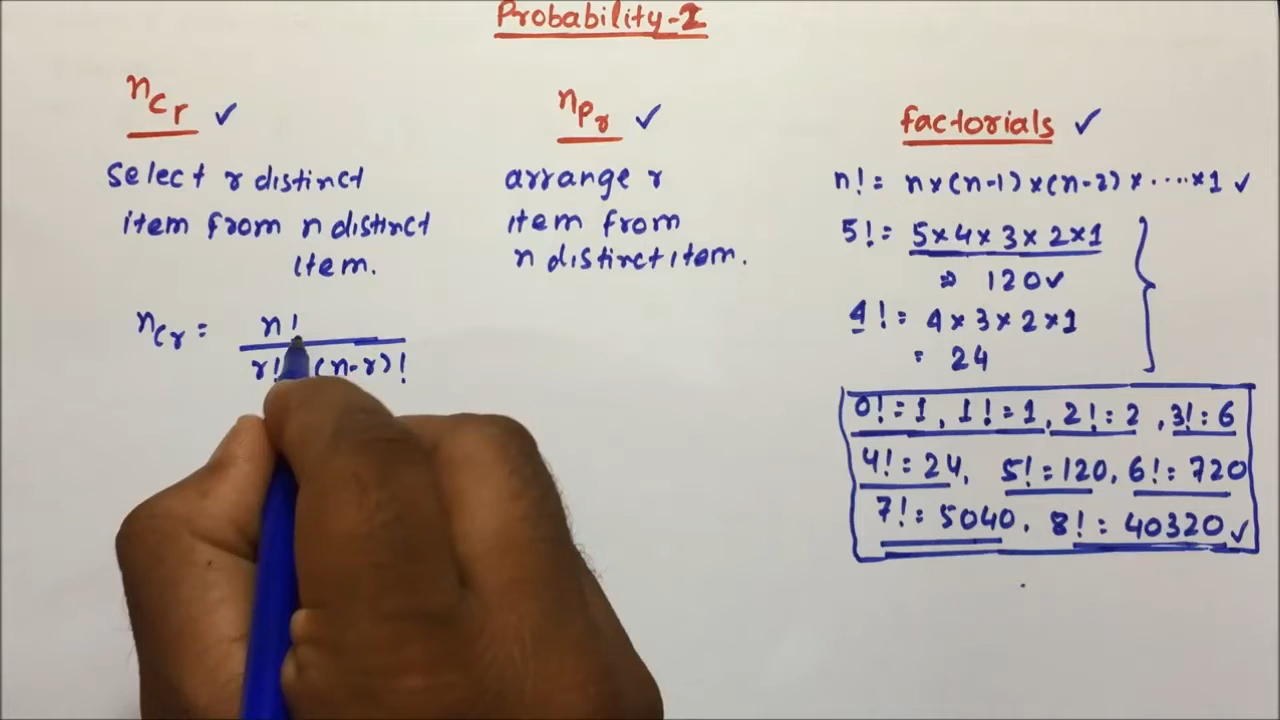 Probability-I
nCr ✓
select r distinct
item from n distinct
item.
nCr = n! / r! (n-r)!
nPr ✓
arrange r
item from
n distinct item.
factorials ✓
n! = n×(n-1)×(n-2)×.....×1 ✓
5! = 5×4×3×2×1
⇒ 120✓
4! = 4×3×2×1
= 24
0! = 1, 1! = 1, 2! = 2, 3! = 6
4! = 24, 5! = 120, 6! = 720
7! = 5040, 8! = 40320✓